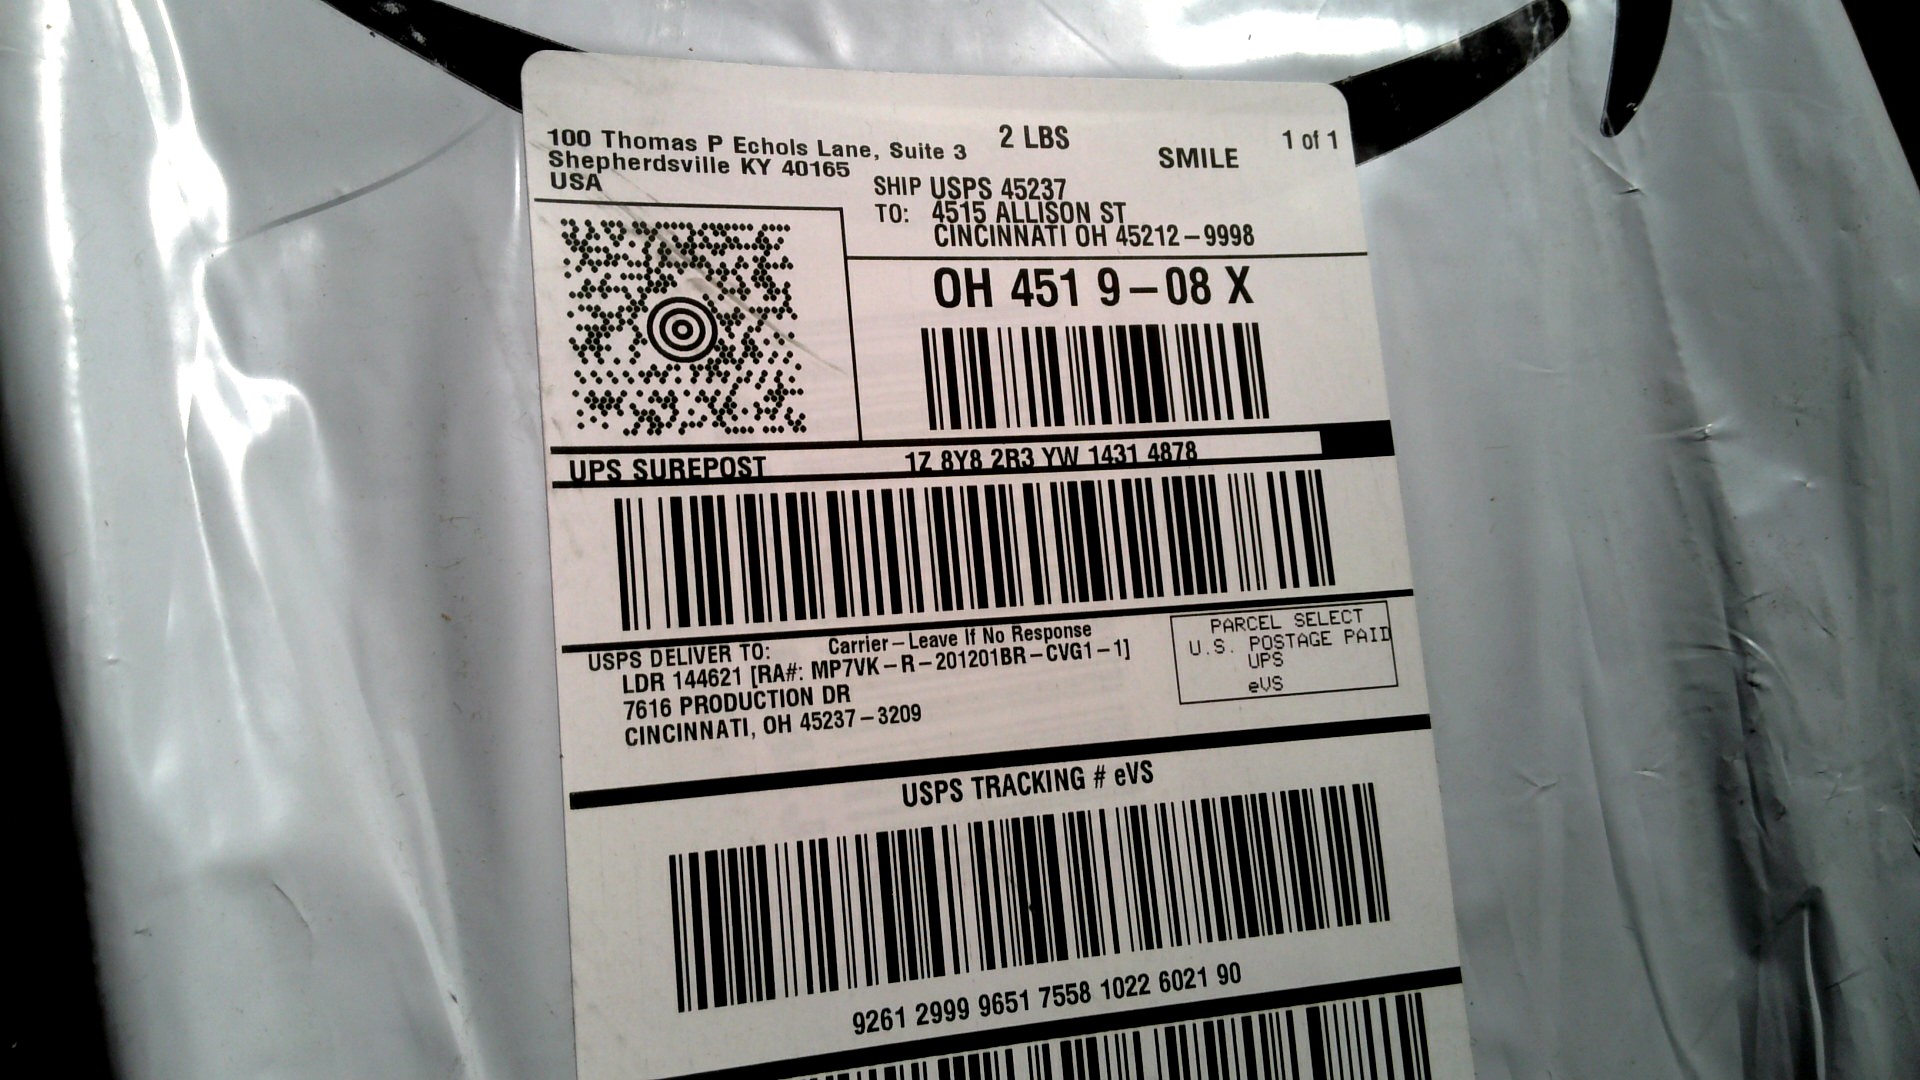 100 Thomas P Echols Lane, Suite 3
Shepherdsville KY 40165
USA
2 LBS
SMILE
1 of 1
SHIP USPS 45237
TO: 4515 ALLISON ST
CINCINNATI OH 45212-9998
OH 451 9-08 X
UPS SUREPOST
1Z 8Y8 2R3 YW 1431 4878
USPS DELIVER TO:
Carrier-Leave If No Response
LDR 144621 [RA#: MP7VK-R-201201BR-CVG1-1]
7616 PRODUCTION DR
CINCINNATI, OH 45237-3209
PARCEL SELECT
U.S. POSTAGE PAID
UPS
eVS
USPS TRACKING # eVS
9261 2999 9651 7558 1022 6021 90